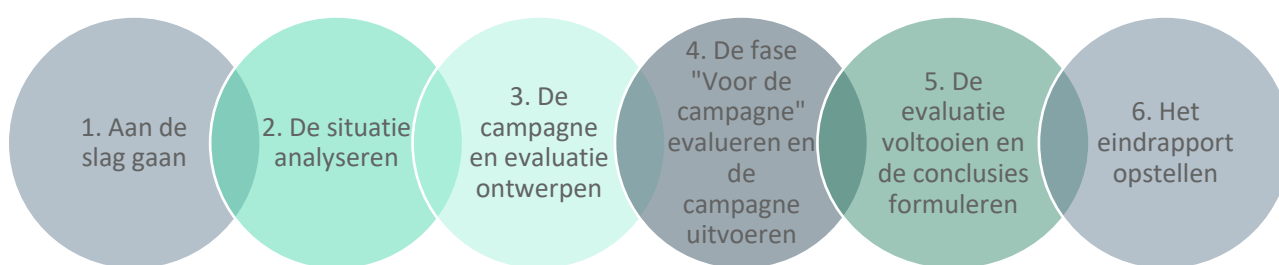 1. Aan de
slag gaan
2. De situatie
analyseren
3. De
campagne
en evaluatie
ontwerpen
4. De fase
"Voor de
campagne"
evalueren en
de
campagne
uitvoeren
5. De
evaluatie
voltooien en
de conclusies
formuleren
6. Het
eindrapport
opstellen